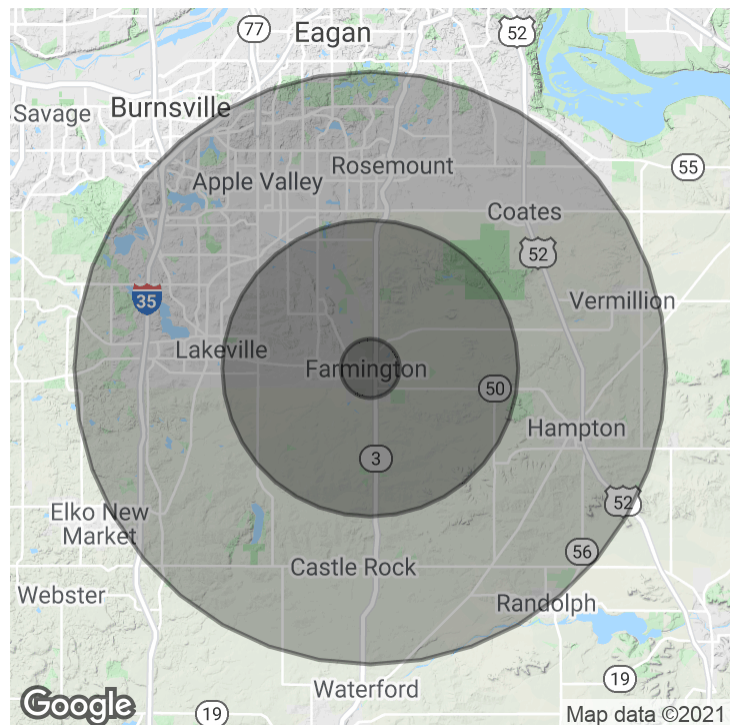 77
Eagan
52
Savage
Burnsville
Rosemount
55
Apple Valley
Coates
52
35
Vermillion
Lakeville
Farmington
50
Hampton
3
52
Elko New
Market
56
Castle Rock
Webster
Randolph
19
Waterford
Google
19
Map data ©2021